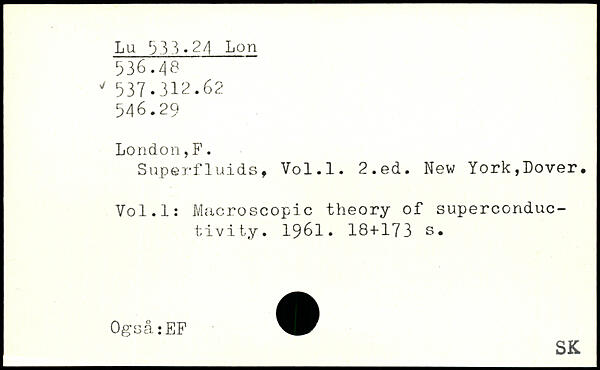 Lu 533.24 Lon
536.48
✓ 537.312.62
546.29
London,F.
Superfluids, Vol.1. 2.ed. New York,Dover.
Vol.1: Macroscopic theory of superconduc-
tivity. 1961. 18+173 s.
Også:EF
SK